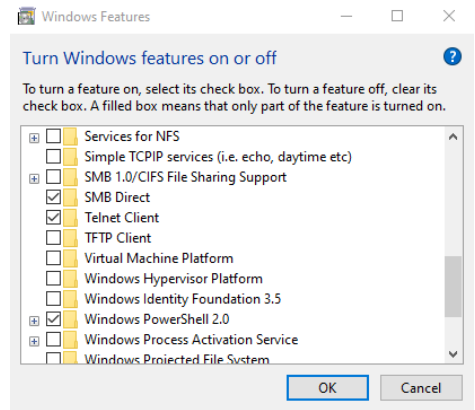 Windows Features
Turn Windows features on or off
?
To turn a feature on, select its check box. To turn a feature off, clear its
check box. A filled box means that only part of the feature is turned on.
Services for NFS
Simple TCPIP services (i.e. echo, daytime etc)
SMB 1.0/CIFS File Sharing Support
SMB Direct
Telnet Client
TFTP Client
Virtual Machine Platform
Windows Hypervisor Platform
Windows Identity Foundation 3.5
Windows PowerShell 2.0
Windows Process Activation Service
Windows Projected File System
OK Cancel